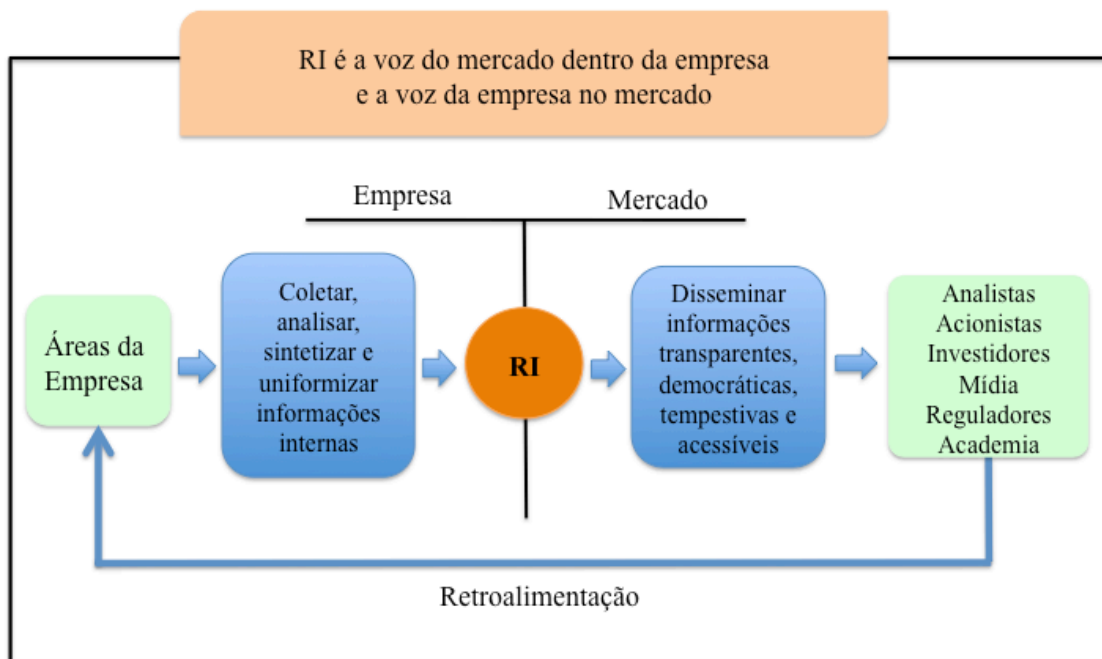 RI é a voz do mercado dentro da empresa
e a voz da empresa no mercado
Empresa
Mercado
Áreas da
Empresa
Coletar,
analisar,
sintetizar e
uniformizar
informações
internas
RI
Disseminar
informações
transparentes,
democráticas,
tempestivas e
acessíveis
Analistas
Acionistas
Investidores
Mídia
Reguladores
Academia
Retroalimentação